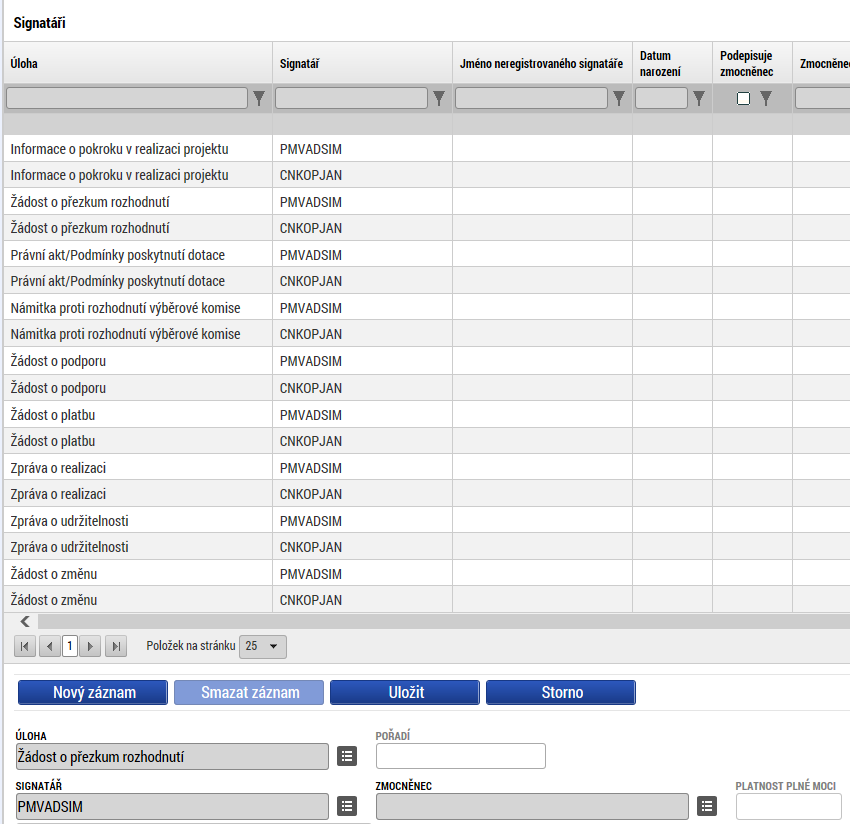 Signatáři
Úloha Signatář Jméno neregistrovaného signatáře Datum narození Podepisuje zmocněnec Zmocněnec
Informace o pokroku v realizaci projektu PMVADSIM
Informace o pokroku v realizaci projektu CNKOPJAN
Žádost o přezkum rozhodnutí PMVADSIM
Žádost o přezkum rozhodnutí CNKOPJAN
Právní akt/Podmínky poskytnutí dotace PMVADSIM
Právní akt/Podmínky poskytnutí dotace CNKOPJAN
Námitka proti rozhodnutí výběrové komise PMVADSIM
Námitka proti rozhodnutí výběrové komise CNKOPJAN
Žádost o podporu PMVADSIM
Žádost o podporu CNKOPJAN
Žádost o platbu PMVADSIM
Žádost o platbu CNKOPJAN
Zpráva o realizaci PMVADSIM
Zpráva o realizaci CNKOPJAN
Zpráva o udržitelnosti PMVADSIM
Zpráva o udržitelnosti CNKOPJAN
Žádost o změnu PMVADSIM
Žádost o změnu CNKOPJAN
1 Položek na stránku 25
Nový záznam Smazat záznam Uložit Storno
ÚLOHA POŘADÍ
Žádost o přezkum rozhodnutí
SIGNATÁŘ ZMOCNĚNEC PLATNOST PLNÉ MOCI
PMVADSIM